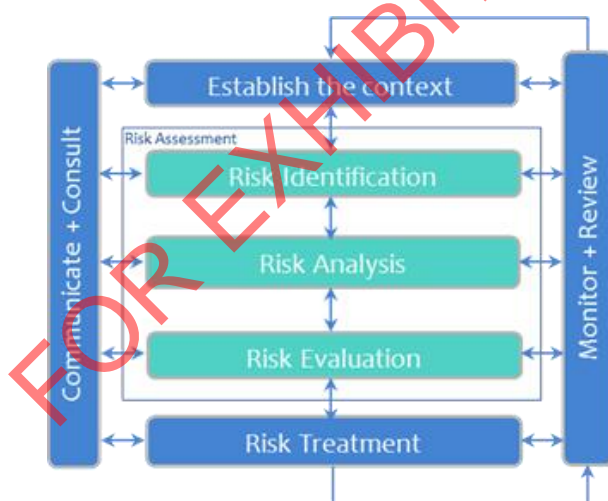 Establish the context
Risk Assessment
Risk Identification
Risk Analysis
Risk Evaluation
Risk Treatment
Communicate + Consult
Monitor + Review
FOR EXHIBI